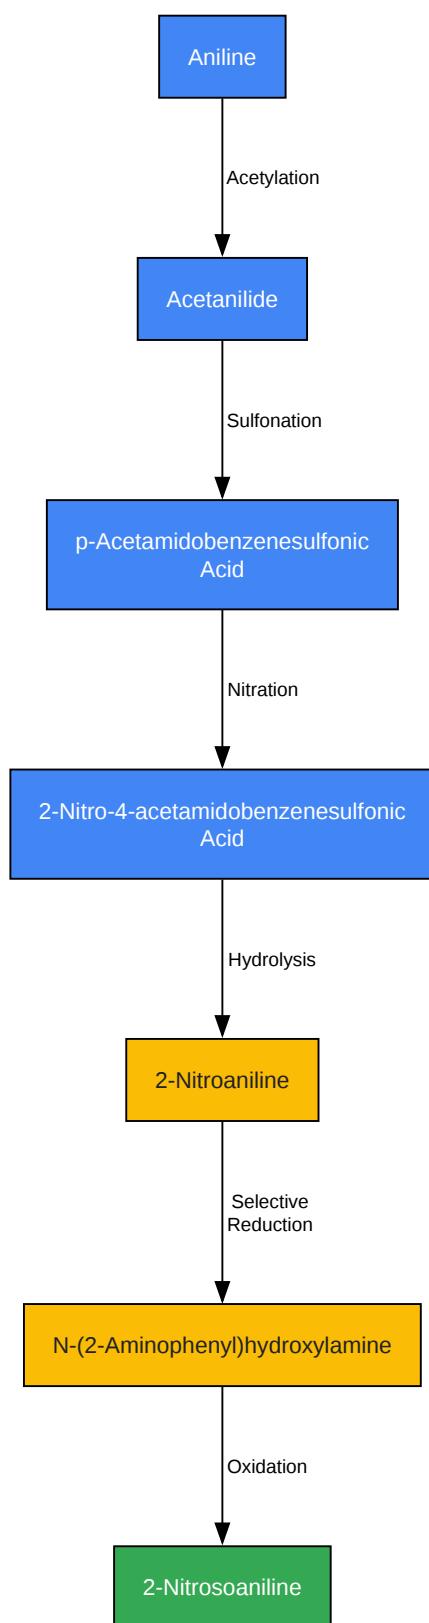 Aniline
Acetylation
Acetanilide
Sulfonation
p-Acetamidobenzenesulfonic
Acid
Nitration
2-Nitro-4-acetamidobenzenesulfonic
Acid
Hydrolysis
2-Nitroaniline
Selective
Reduction
N-(2-Aminophenyl)hydroxylamine
Oxidation
2-Nitrosoaniline